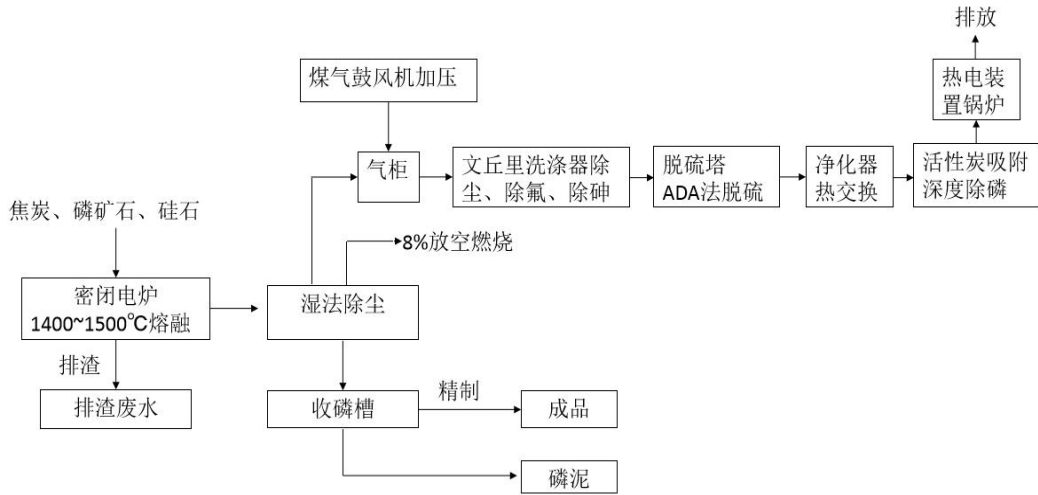 排放
煤气鼓风机加压
热电装
置锅炉
气柜
文丘里洗涤器除
尘、除氟、除砷
脱硫塔
ADA法脱硫
净化器
热交换
活性炭吸附
深度除磷
焦炭、磷矿石、硅石
8%放空燃烧
密闭电炉
1400~1500℃熔融
湿法除尘
排渣
精制
排渣废水
收磷槽
成品
磷泥